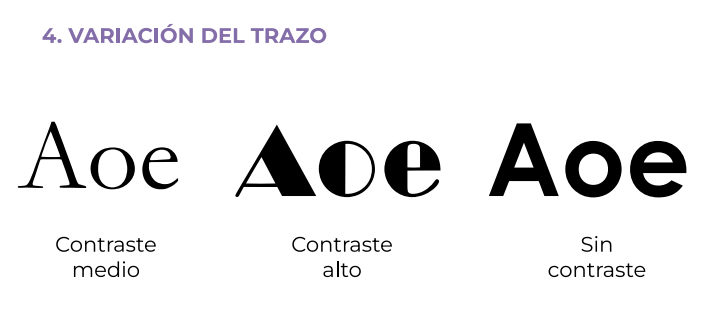 4. VARIACIÓN DEL TRAZO
Aoe Aoe Aoe
Contraste medio
Contraste alto
Sin contraste